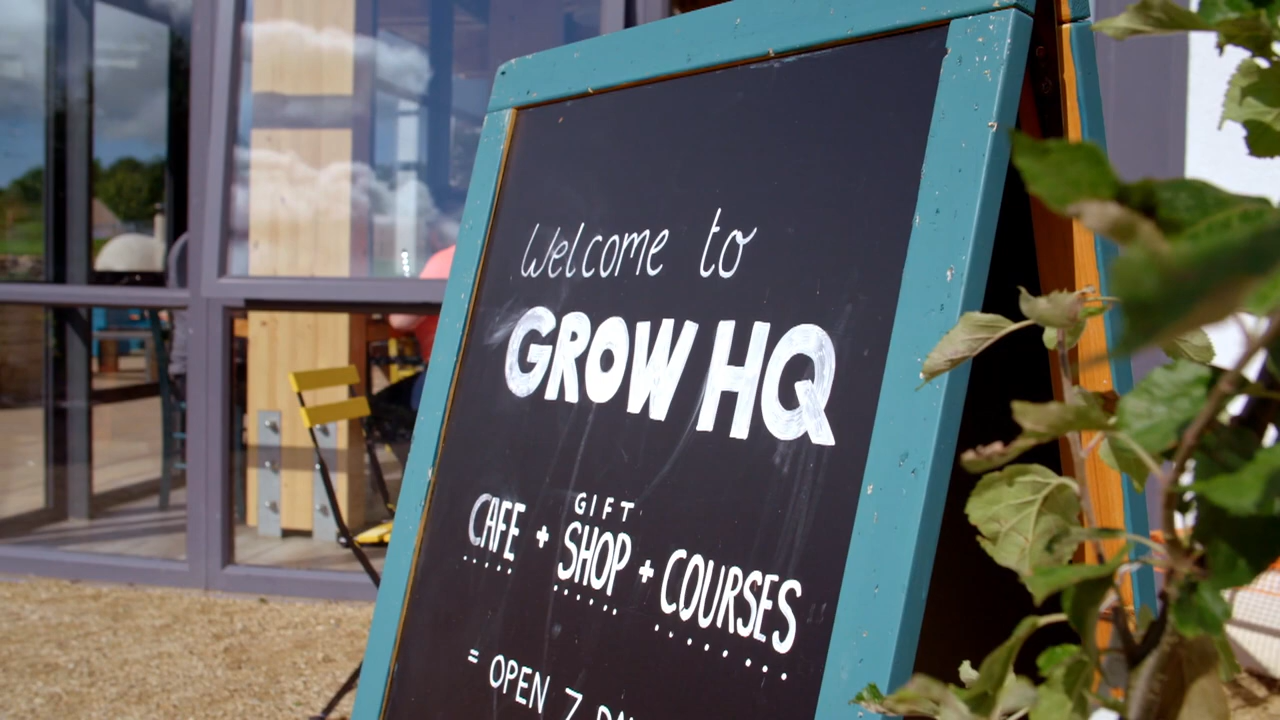 Welcome to
GROW HQ
GIFT
CAFE + SHOP + COURSES
= OPEN 7